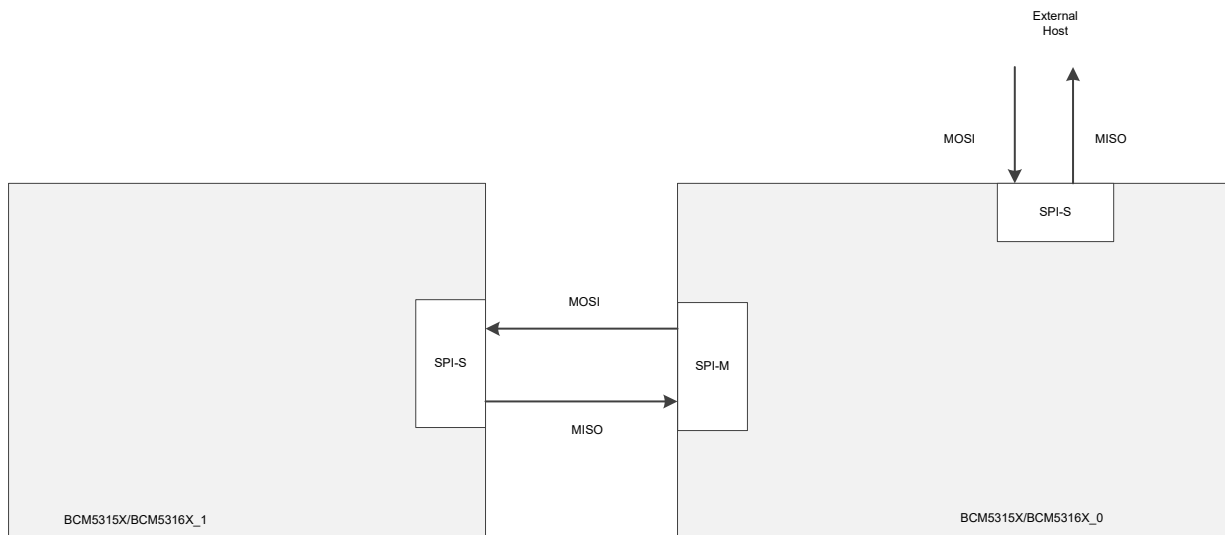 External
Host
MOSI
MISO
SPI-S
MOSI
SPI-S
SPI-M
MISO
BCM5315X/BCM5316X_1
BCM5315X/BCM5316X_0